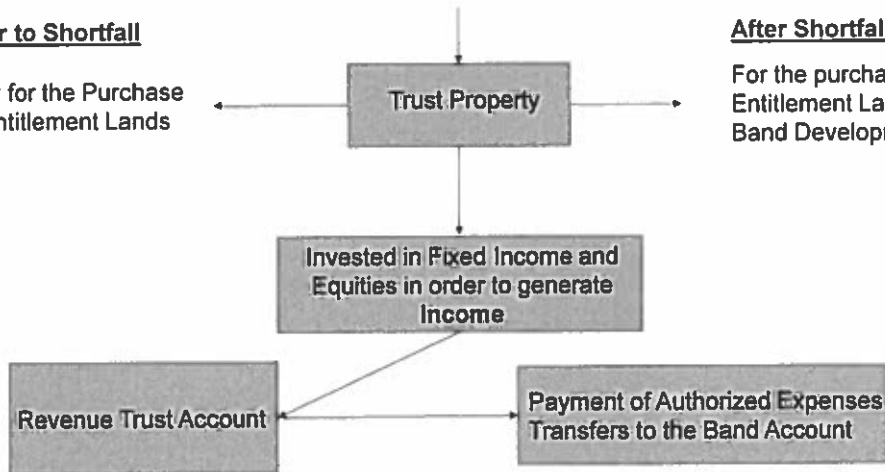 r to Shortfall
After Shortfal
for the Purchase
ntitlement Lands
Trust Property
For the purcha
Entitlement La
Band Develop
Invested in Fixed Income and
Equities in order to generate
Income
Revenue Trust Account
Payment of Authorized Expenses
Transfers to the Band Account